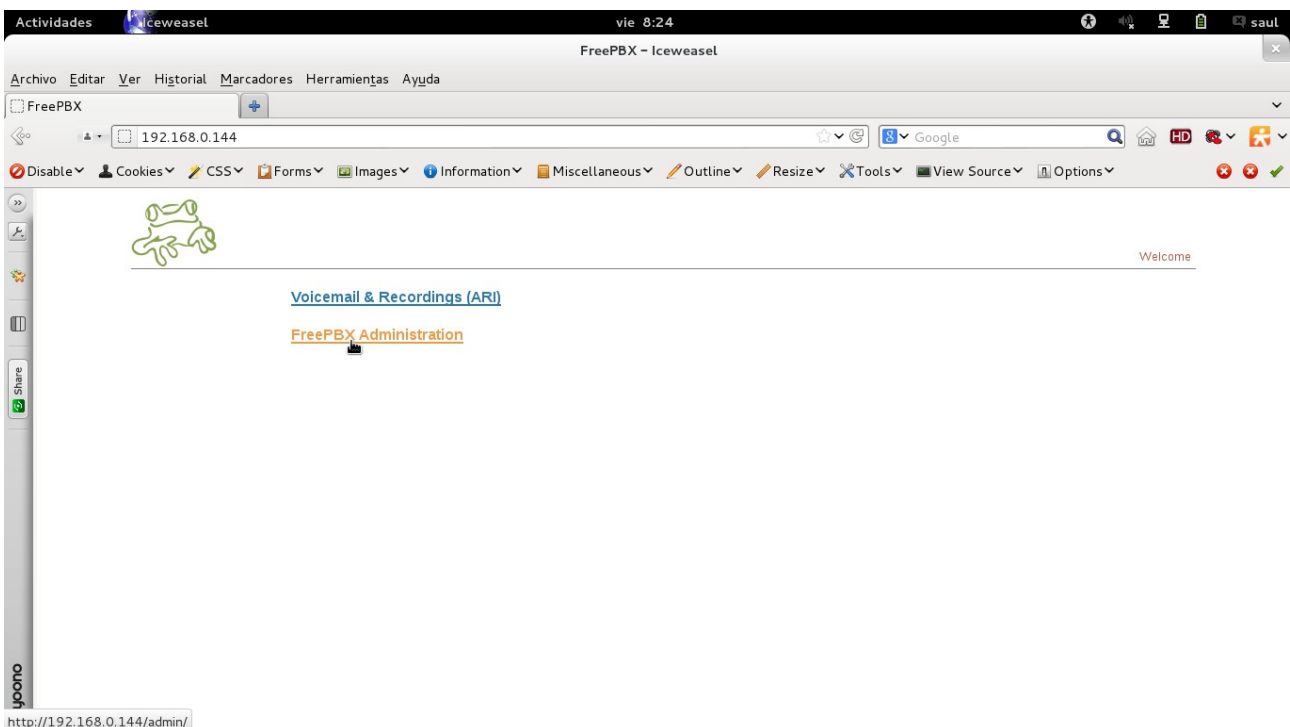 Actividades Iceweasel vie 8:24 saul
FreePBX – Iceweasel
Archivo Editar Ver Historial Marcadores Herramientas Ayuda
FreePBX
192.168.0.144 Google HD
Disable Cookies CSS Forms Images Information Miscellaneous Outline Resize Tools View Source Options
Welcome
Voicemail & Recordings (ARI)
FreePBX Administration
Share
yoono
http://192.168.0.144/admin/